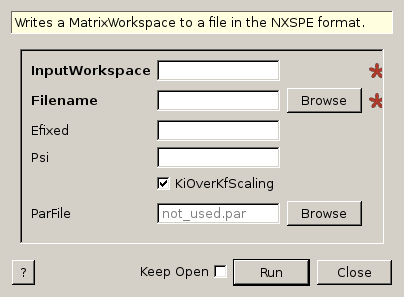 Writes a MatrixWorkspace to a file in the NXSPE format.
InputWorkspace
Filename Browse
Efixed
Psi
KiOverKfScaling
ParFile not_used.par Browse
? Keep Open Run Close